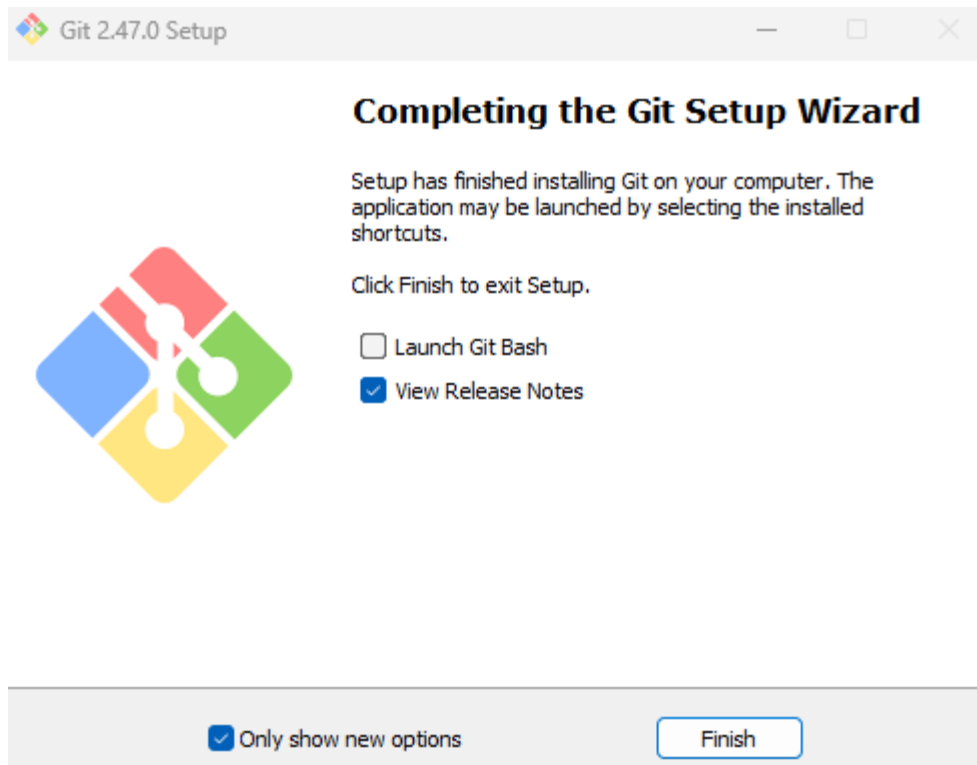 Git 2.47.0 Setup
Completing the Git Setup Wizard
Setup has finished installing Git on your computer. The
application may be launched by selecting the installed
shortcuts.
Click Finish to exit Setup.
Launch Git Bash
View Release Notes
Only show new options
Finish